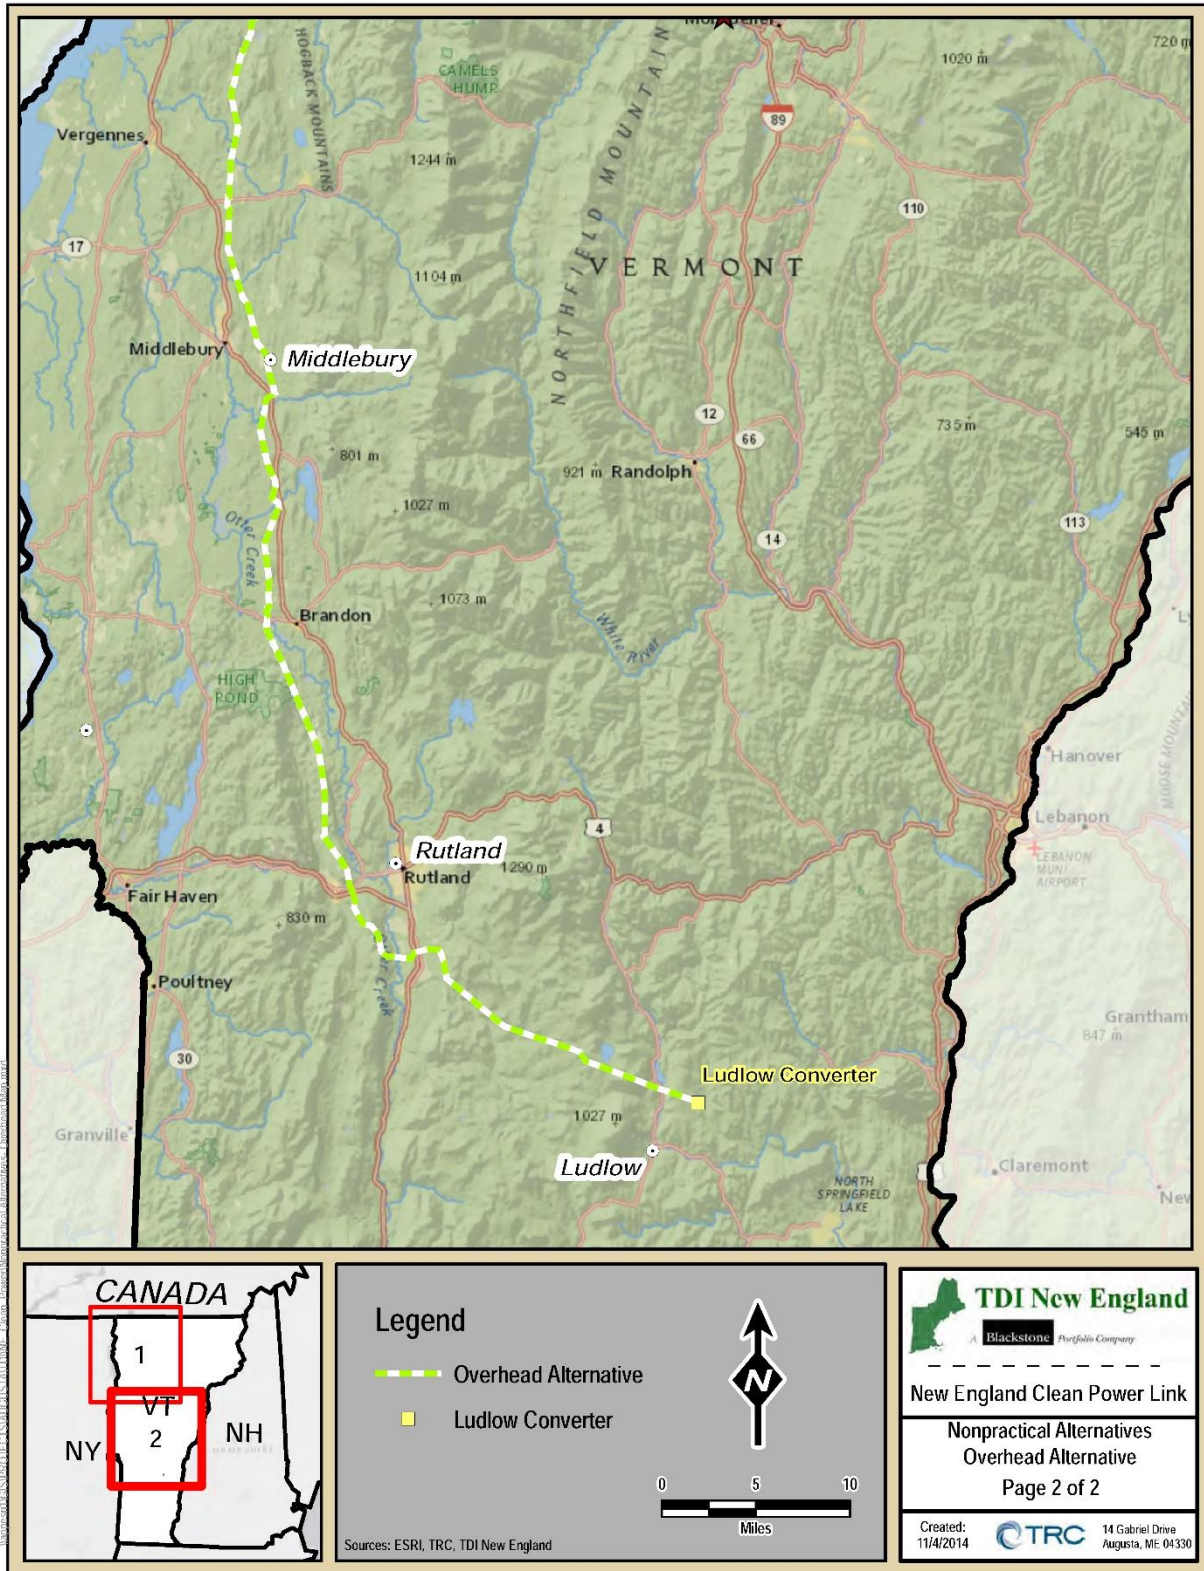 HOGBACK MOUNTAINS
CAMELS
HUMP
NORTHFIELD MOUNTAIN
1020 m
720 m
89
Vergennes
1244 m
110
17
VERMONT
1104 m
Middlebury
Middlebury
12
735 m
545 m
66
801 m
921 m
Randolph
1027 m
Otter Creek
14
113
1073 m
Brandon
White River
HIGH
POND
MOOSE MOUNTAIN
Hanover
4
Lebanon
Rutland
Rutland
1290 m
LEBANON
MUNI
AIRPORT
Fair Haven
830 m
Creek
Poultney
Grantham
847 m
30
Ludlow Converter
1027 m
Granville
Ludlow
Claremont
NORTH
SPRINGFIELD
LAKE
New
CANADA
1
VT
2
NY
NH
Legend
Overhead Alternative
Ludlow Converter
N
0 5 10
Miles
Sources: ESRI, TRC, TDI New England
TDI New England
A Blackstone Portfolio Company
New England Clean Power Link
Nonpractical Alternatives
Overhead Alternative
Page 2 of 2
Created:
11/4/2014
TRC
14 Gabriel Drive
Augusta, ME 04330